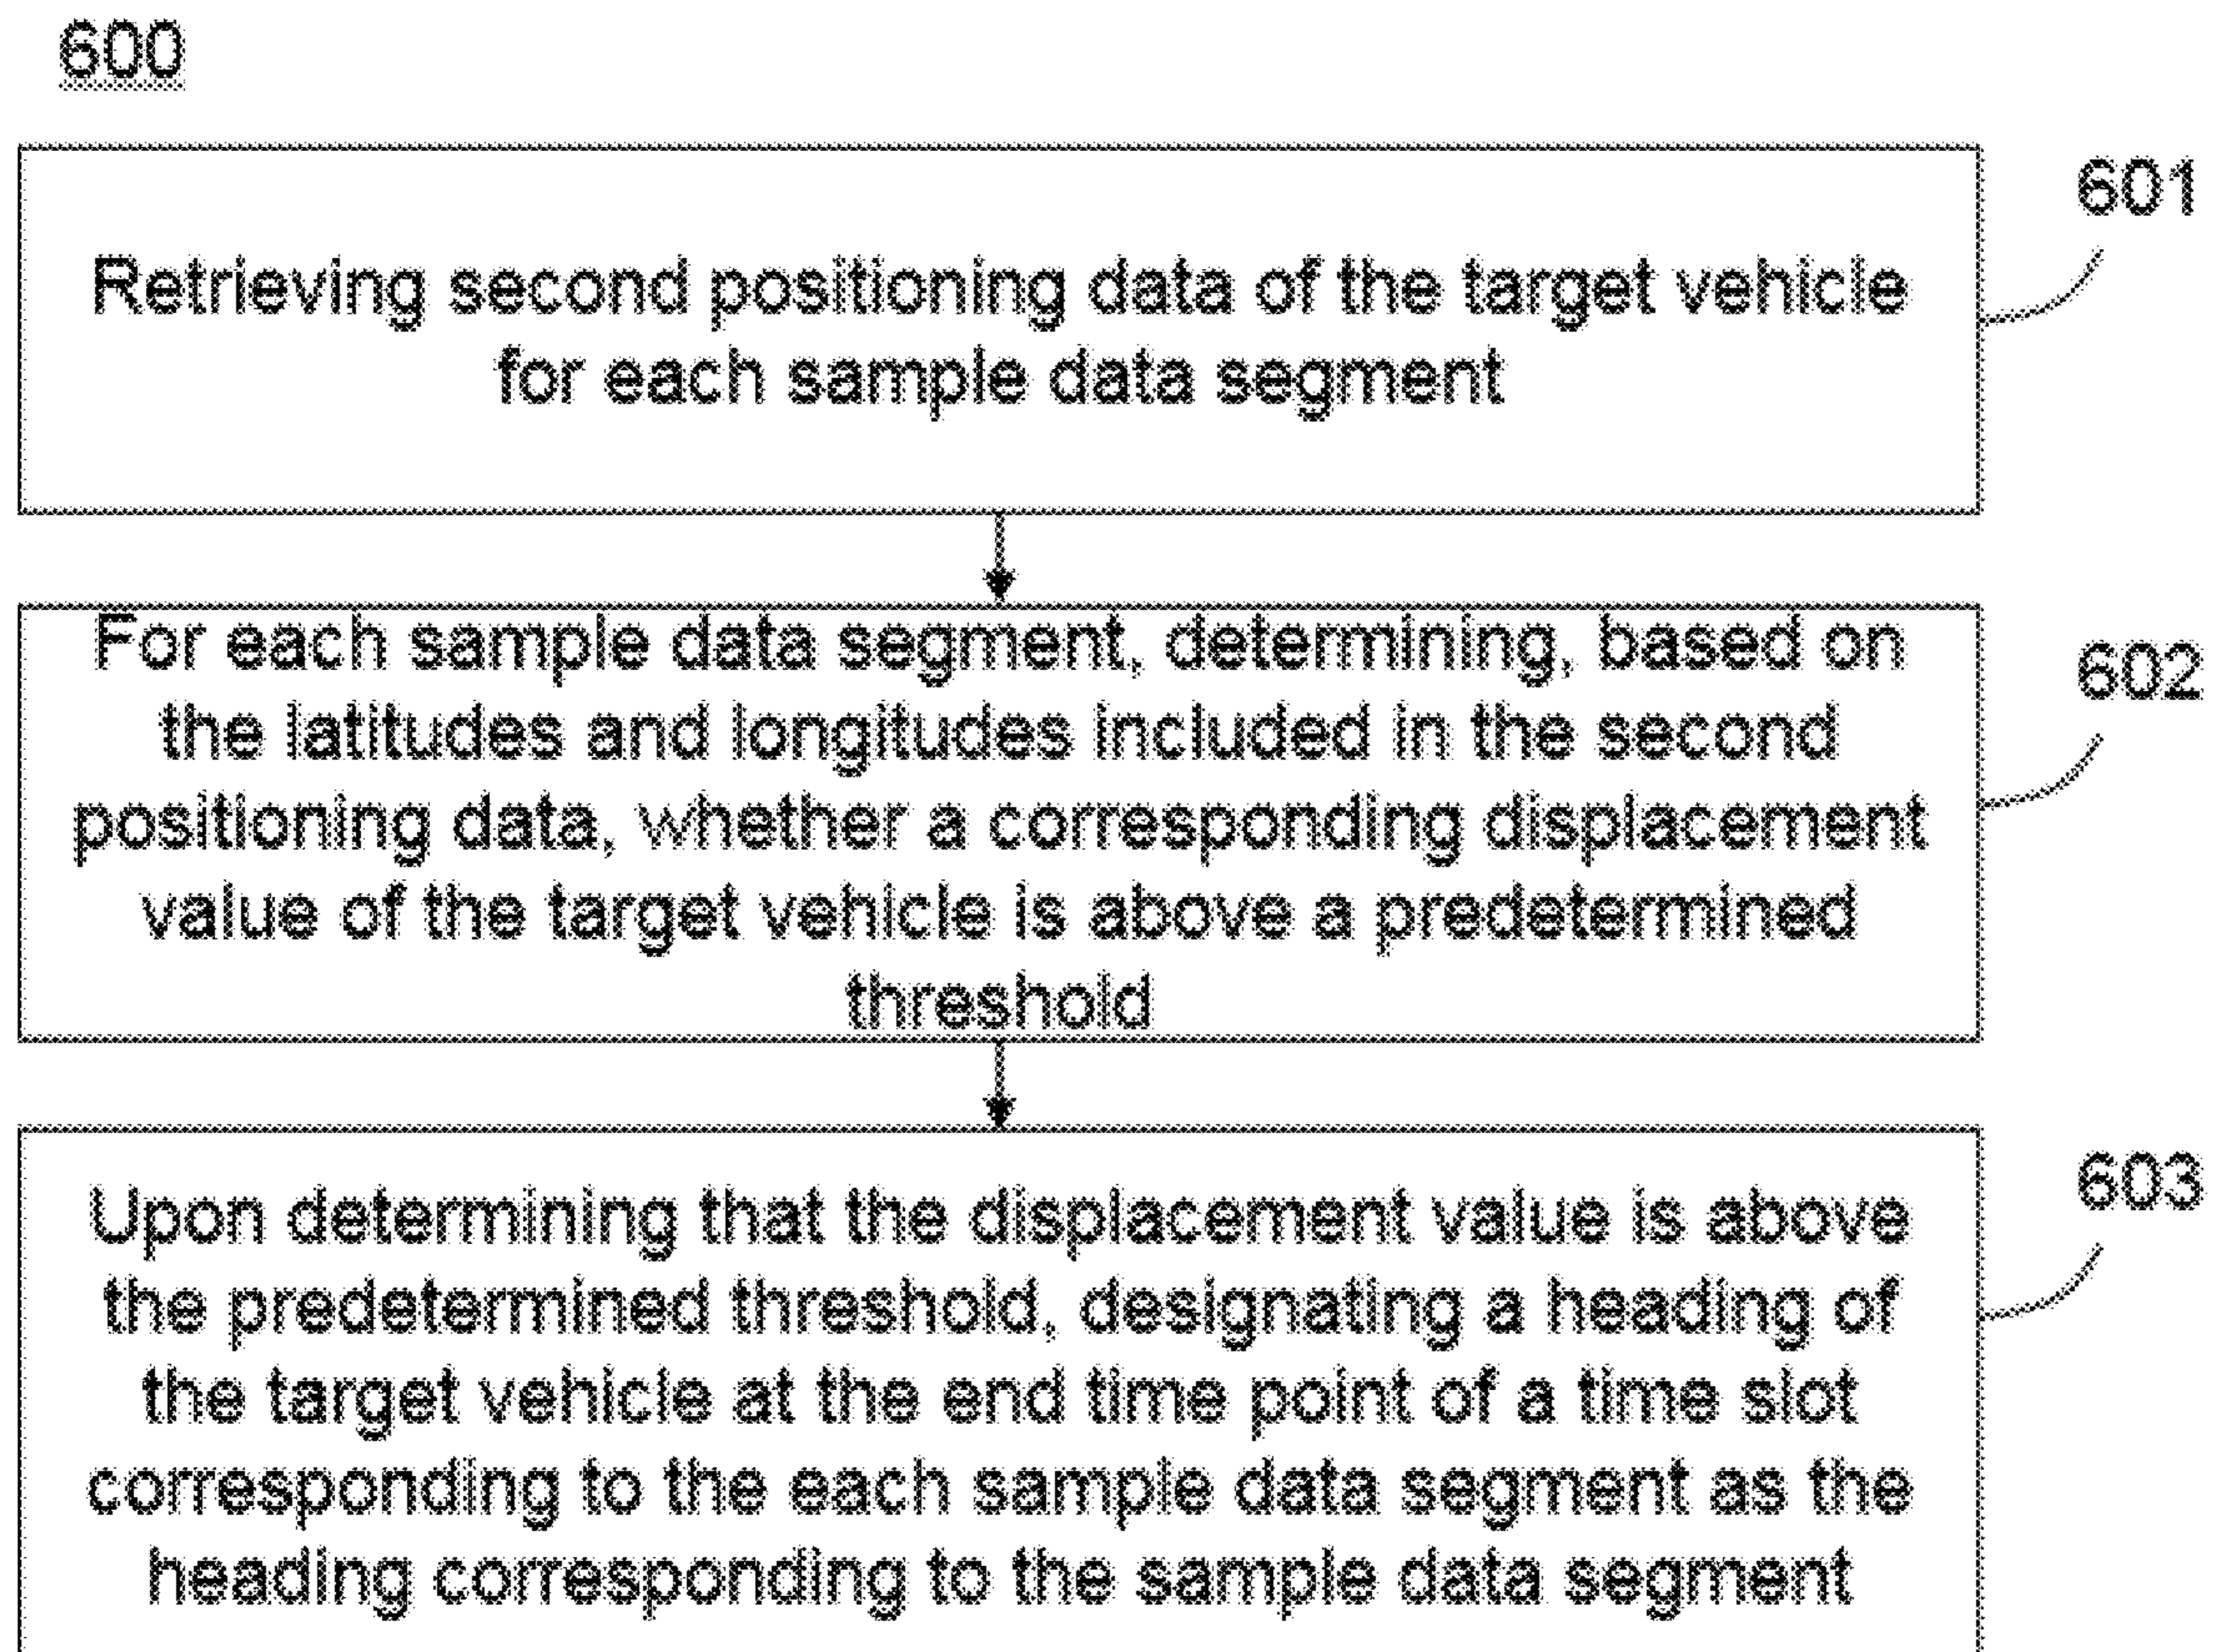 600
601
Retrieving second positioning data of the target vehicle
for each sample data segment
602
For each sample data segment, determining, based on
the latitudes and longitudes included in the second
positioning data, whether a corresponding displacement
value of the target vehicle is above a predetermined
threshold
603
Upon determining that the displacement value is above
the predetermined threshold, designating a heading of
the target vehicle at the end time point of a time slot
corresponding to the each sample data segment as the
heading corresponding to the sample data segment